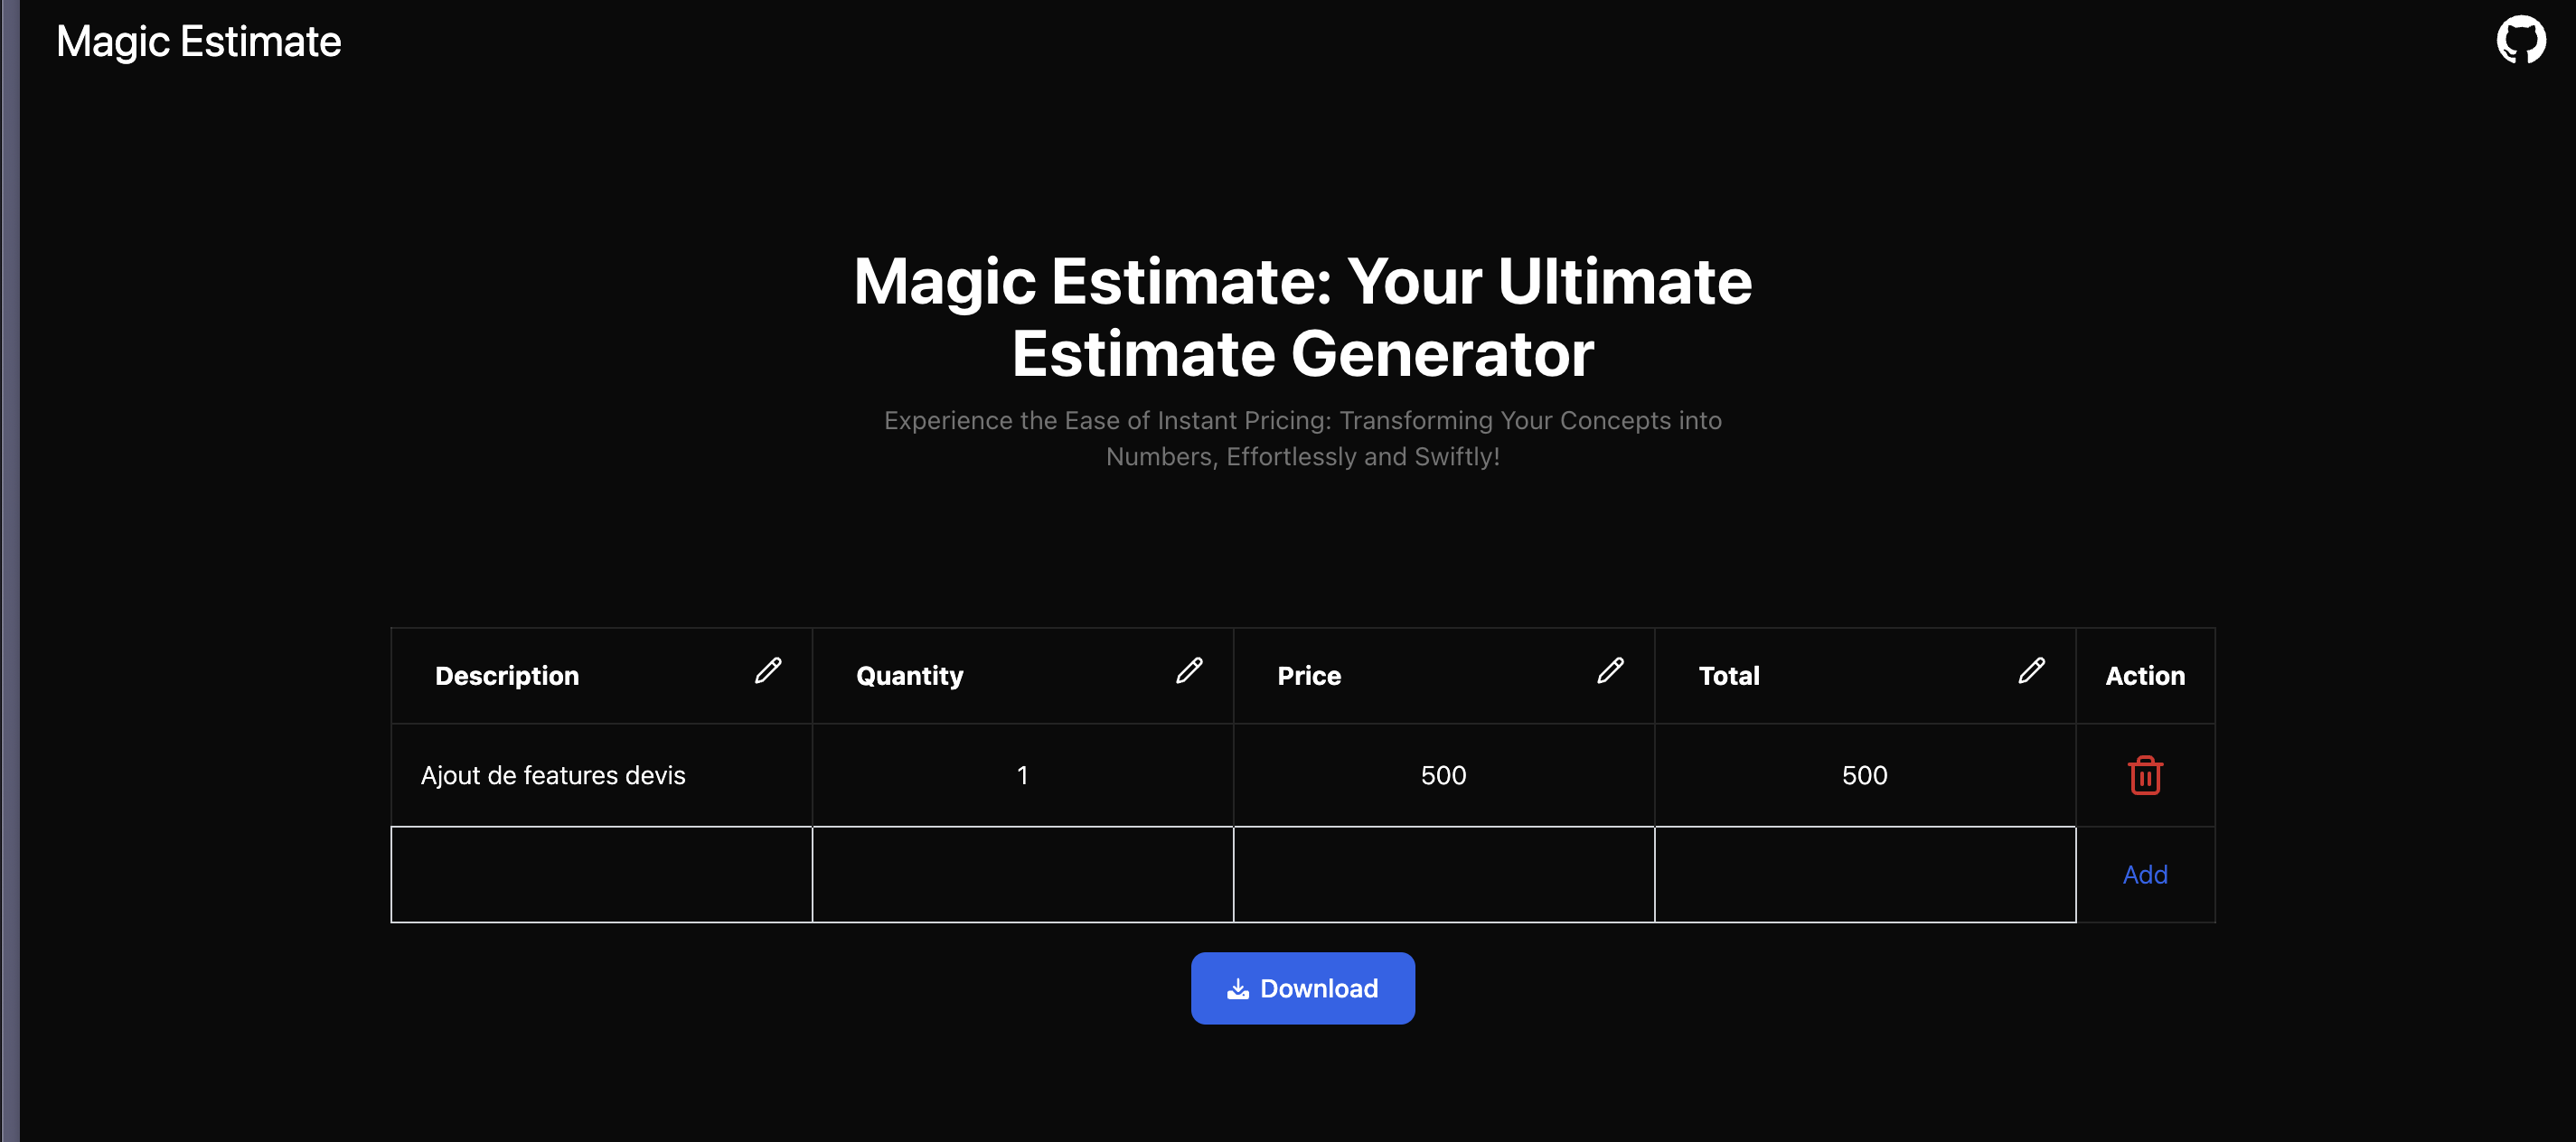 Magic Estimate
Magic Estimate: Your Ultimate
Estimate Generator
Experience the Ease of Instant Pricing: Transforming Your Concepts into
Numbers, Effortlessly and Swiftly!
Description Quantity Price Total Action
Ajout de features devis 1 500 500
Add
Download